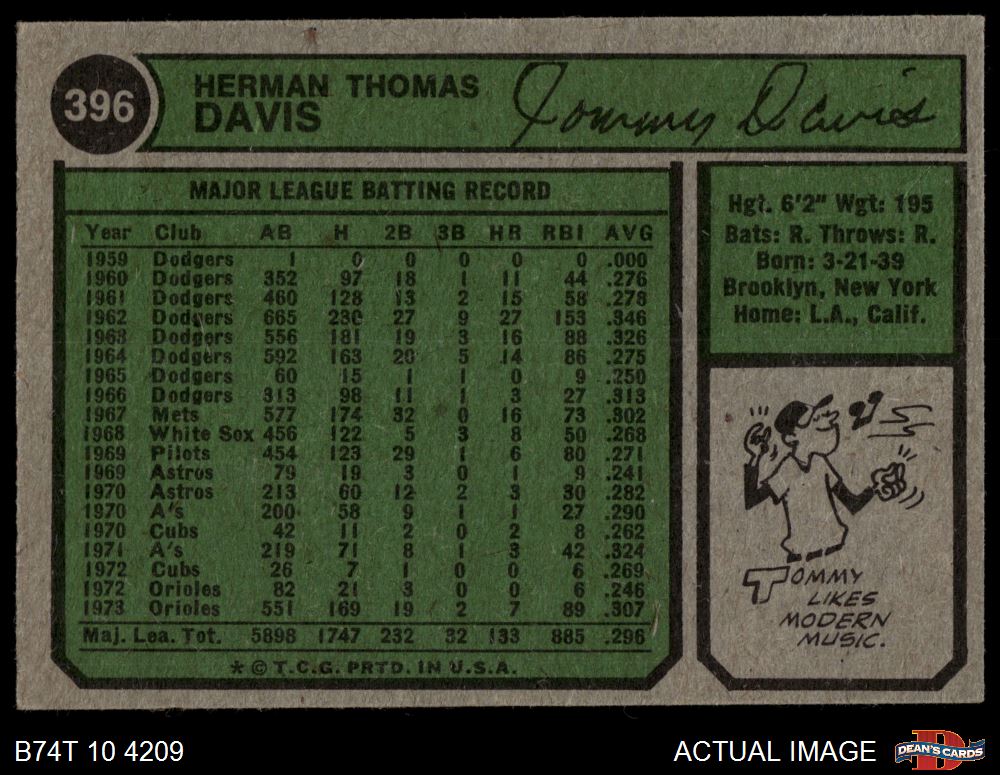 396
HERMAN THOMAS
DAVIS
Tommy Davis
MAJOR LEAGUE BATTING RECORD
Year Club AB H 2B 3B HR RBI AVG
1959 Dodgers 1 0 0 0 0 0 .000
1960 Dodgers 352 97 18 1 11 44 .276
1961 Dodgers 460 128 13 2 15 58 .278
1962 Dodgers 665 230 27 9 27 153 .346
1963 Dodgers 556 181 19 3 16 88 .326
1964 Dodgers 592 163 20 5 14 86 .275
1965 Dodgers 60 15 1 1 0 9 .250
1966 Dodgers 313 98 11 1 3 27 .313
1967 Mets 577 174 32 0 16 73 .302
1968 White Sox 456 122 5 3 8 50 .268
1969 Pilots 454 123 29 1 6 80 .271
1969 Astros 79 19 3 0 1 9 .241
1970 Astros 213 60 12 2 3 30 .282
1970 A's 200 58 9 1 1 27 .290
1970 Cubs 42 11 2 0 2 8 .262
1971 A's 219 71 8 1 3 42 .324
1972 Cubs 26 7 1 0 0 6 .269
1972 Orioles 82 21 3 0 0 6 .246
1973 Orioles 551 169 19 2 7 89 .307
Maj. Lea. Tot. 5898 1747 232 32 133 885 .296
* © T.C.G. PRTD. IN U.S.A.
Hgt. 6'2" Wgt: 195
Bats: R. Throws: R.
Born: 3-21-39
Brooklyn, New York
Home: L.A., Calif.
TOMMY
LIKES
MODERN
MUSIC.
B74T 10 4209
ACTUAL IMAGE
DEAN'S CARDS